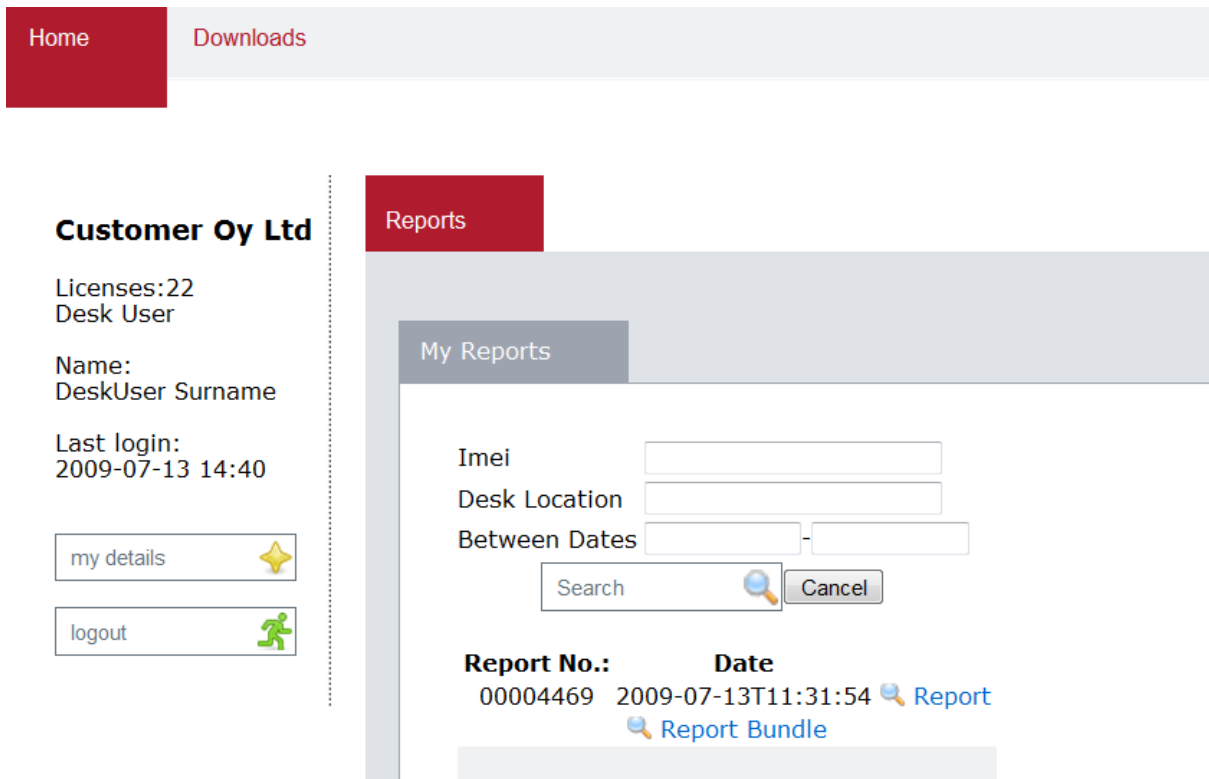 Home Downloads
Customer Oy Ltd
Licenses:22
Desk User
Name:
DeskUser Surname
Last login:
2009-07-13 14:40
my details
logout
Reports
My Reports
Imei
Desk Location
Between Dates -
Search Cancel
Report No.: Date
00004469 2009-07-13T11:31:54 Report
Report Bundle